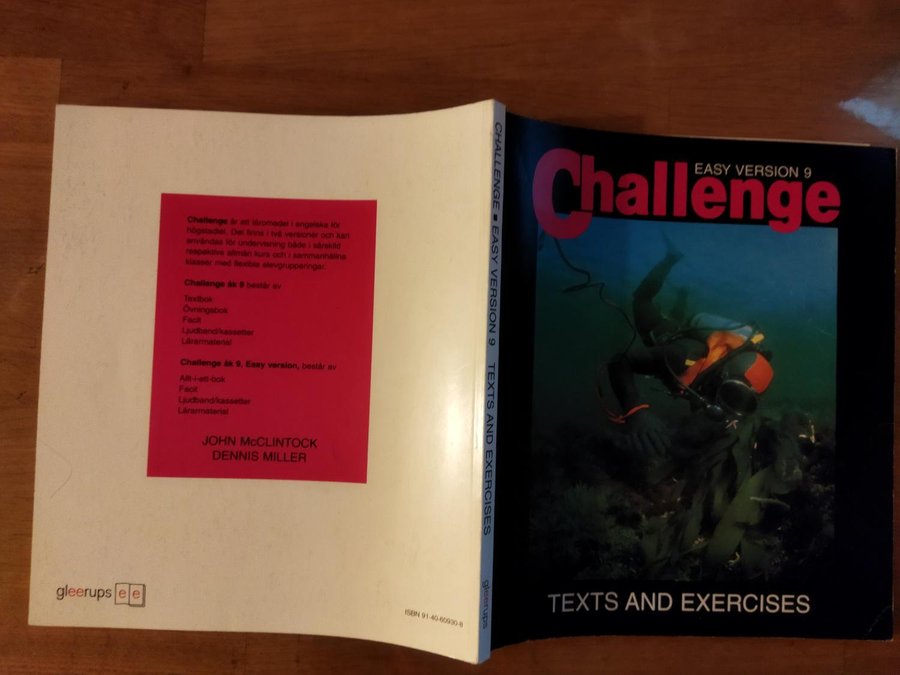 Challenge är ett läromedel i engelska för
högstadiet. Det finns i två versioner och kan
användas för undervisning både i särskild
respektive allmän kurs och i sammanhållna
klasser med flexibla elevgrupperingar.
Challenge åk 9 består av
Textbok
Övningsbok
Facit
Ljudband/kassetter
Lärarmaterial
Challenge åk 9, Easy version, består av
Allt-i-ett-bok
Facit
Ljudband/kassetter
Lärarmaterial
JOHN McCLINTOCK
DENNIS MILLER
gleerups ee
ISBN 91-40-60930-8
CHALLENGE ■ EASY VERSION 9 TEXTS AND EXERCISES gleerups
EASY VERSION 9
Challenge
TEXTS AND EXERCISES